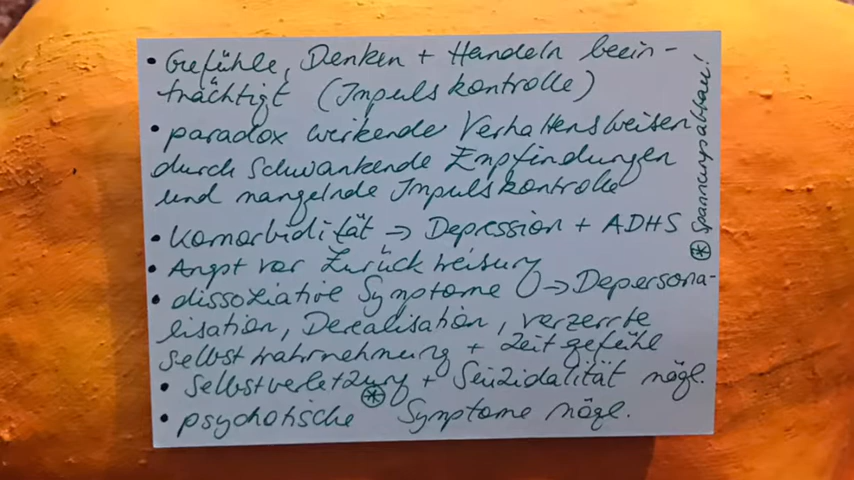 • Gefühle, Denken + Handeln beein-
trächtigt (Impulskontrolle)
• paradox wirkende Verhaltensweisen
durch schwankende Empfindungen
und mangelnde Impulskontrolle
• Komorbidität → Depression + ADHS
• Angst vor Zurückweisung
• dissoziative Symptome → Depersona-
lisation, Derealisation, verzerrte
Selbstwahrnehmung + Zeitgefühl
• Selbstverletzung * + Suizidalität mögl.
• psychotische Symptome mögl.
* Spannungsabbau!